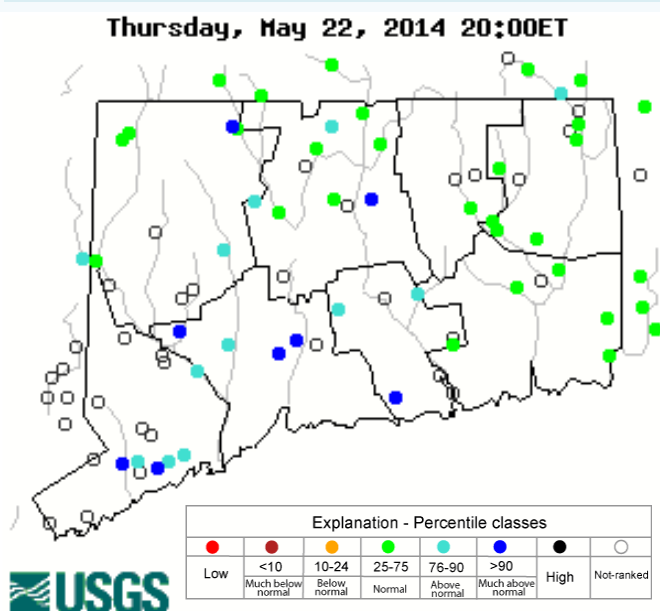 Thursday, May 22, 2014 20:00ET
Explanation - Percentile classes
Low <10 10-24 25-75 76-90 >90 High Not-ranked
Much below normal Below normal Normal Above normal Much above normal
USGS